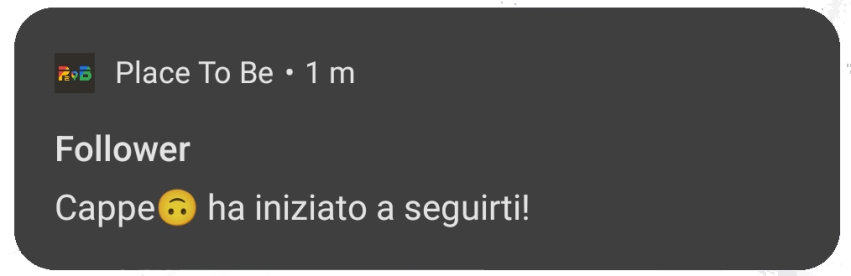 Place To Be • 1 m
Follower
Cappe🙃 ha iniziato a seguirti!